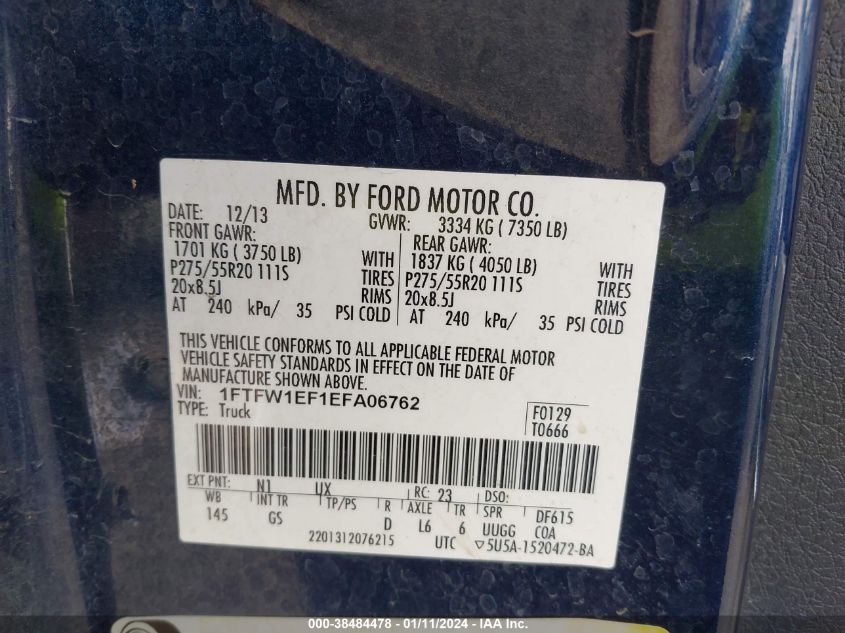 MFD. BY FORD MOTOR CO.
DATE: 12/13 GVWR: 3334 KG ( 7350 LB)
FRONT GAWR: REAR GAWR:
1701 KG ( 3750 LB) WITH 1837 KG ( 4050 LB) WITH
P275/55R20 111S TIRES P275/55R20 111S TIRES
20x8.5J RIMS 20x8.5J RIMS
AT 240 kPa/ 35 PSI COLD AT 240 kPa/ 35 PSI COLD
THIS VEHICLE CONFORMS TO ALL APPLICABLE FEDERAL MOTOR
VEHICLE SAFETY STANDARDS IN EFFECT ON THE DATE OF
MANUFACTURE SHOWN ABOVE.
VIN: 1FTFW1EF1EFA06762
TYPE: Truck
F0129
T0666
EXT PNT: N1 UX RC: 23 DSO:
WB INT TR TP/PS R AXLE TR SPR DF615
145 GS D L6 6 UUGG COA
2201312076215 UTC ▽5U5A-1520472-BA
000-38484478 - 01/11/2024 - IAA Inc.